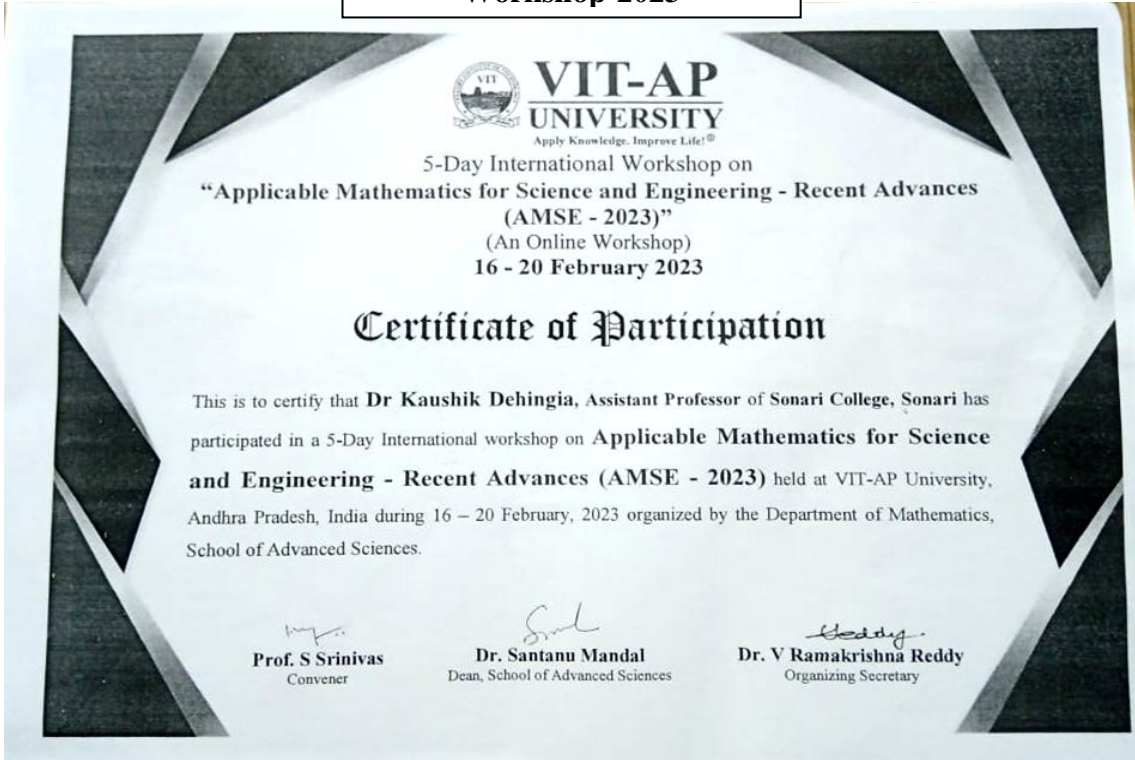 Workshop-2023
VIT
VIT-AP
UNIVERSITY
Apply Knowledge. Improve Life!®
5-Day International Workshop on
“Applicable Mathematics for Science and Engineering - Recent Advances
(AMSE - 2023)”
(An Online Workshop)
16 - 20 February 2023
Certificate of Participation
This is to certify that Dr Kaushik Dehingia, Assistant Professor of Sonari College, Sonari has
participated in a 5-Day International workshop on Applicable Mathematics for Science
and Engineering - Recent Advances (AMSE - 2023) held at VIT-AP University,
Andhra Pradesh, India during 16 – 20 February, 2023 organized by the Department of Mathematics,
School of Advanced Sciences.
Reddy
Prof. S Srinivas
Convener
Dr. Santanu Mandal
Dean, School of Advanced Sciences
Dr. V Ramakrishna Reddy
Organizing Secretary